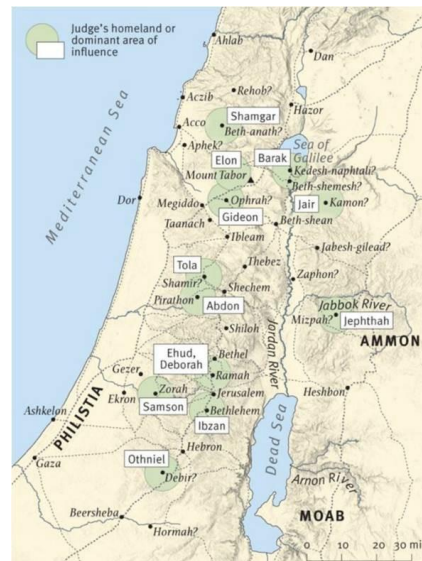 Judge's homeland or
dominant area of
influence
Ahlab
Dan
Mediterranean Sea
Rehob?
Aczib
Hazor
Shamgar
Acco
Beth-anath?
Sea of
Galilee
Aphek?
Elon
Barak
Mount Tabor
Kedesh-naphtali?
Beth-shemesh?
Dor
Megiddo
Ophrah?
Jair
Kamon?
Gideon
Taanach
Beth-shean
Ibleam
Jabesh-gilead?
Tola
Thebez
Shamir?
Zaphon?
Shechem
Pirathon
Abdon
Jabbok River
Mizpah?
Jephthah
Shiloh
Jordan River
AMMON
Ehud,
Deborah
Bethel
Gezer
Ramah
Zorah
Ekron
Jerusalem
Heshbon
Samson
Bethlehem
Ashkelon
PHILISTIA
Ibzan
Dead Sea
Hebron
Othniel
Gaza
Debir?
Arnon River
Beersheba
MOAB
Hormah?
0 10 20 30 mi